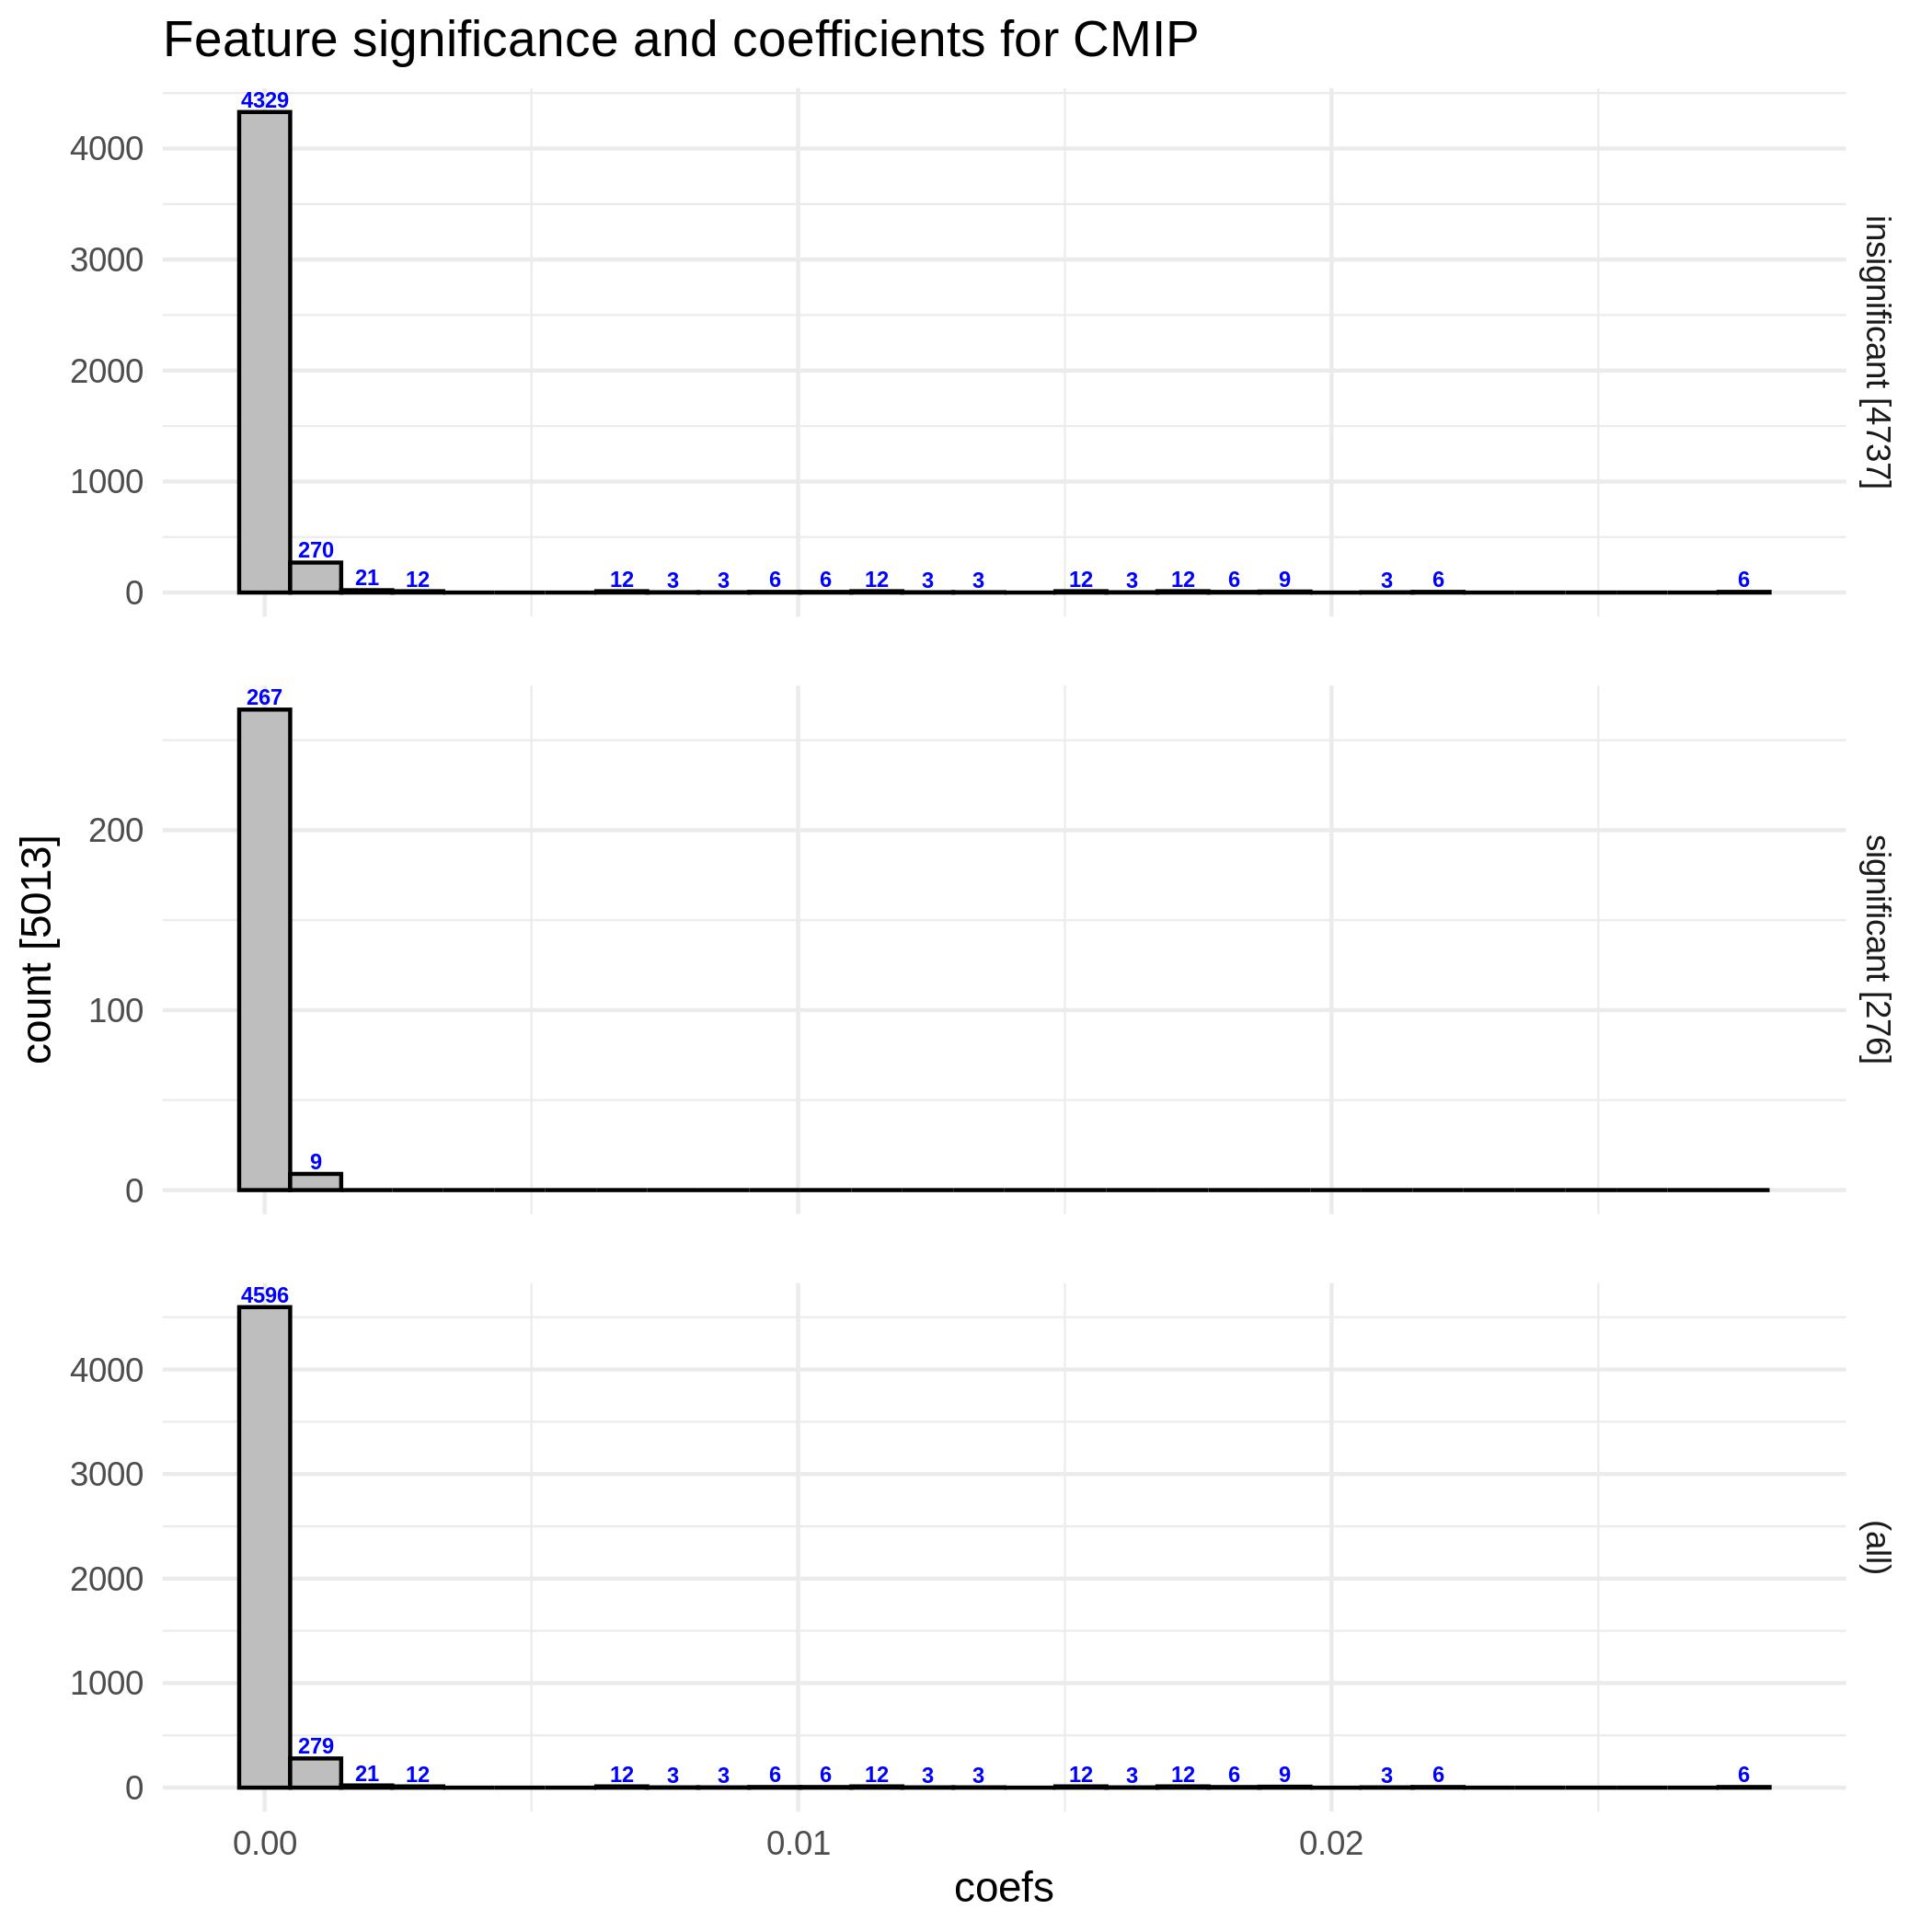 Feature significance and coefficients for CMIP
4329
4000
3000
2000
1000
270
21 12 12 3 3 6 6 12 3 3 12 3 12 6 9 3 6 6
0
insignificant [4737]
267
200
100
9
0
significant [276]
count [5013]
4596
4000
3000
2000
1000
279
21 12 12 3 3 6 6 12 3 3 12 3 12 6 9 3 6 6
0
(all)
0.00 0.01 0.02
coefs